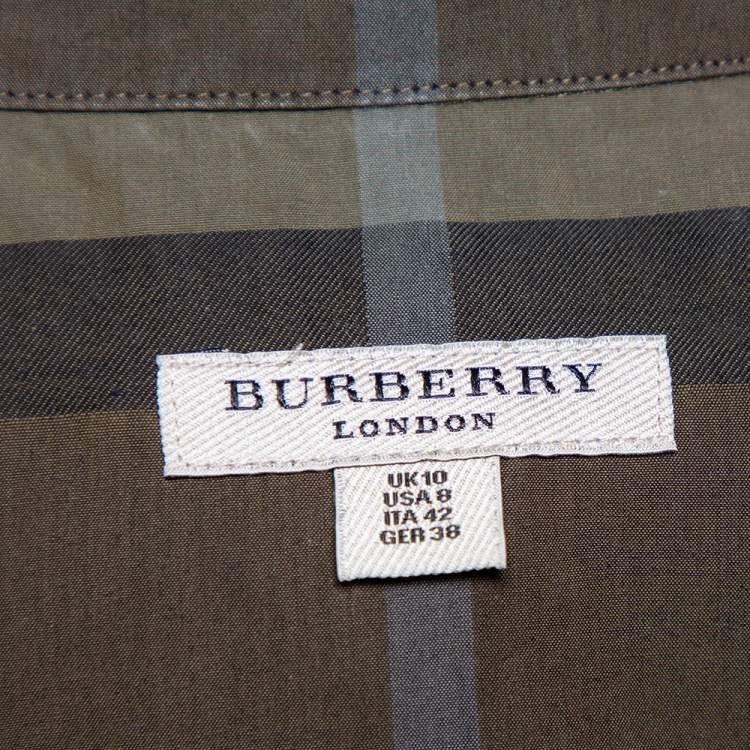 BURBERRY
LONDON
UK 10
USA 8
ITA 42
GER 38